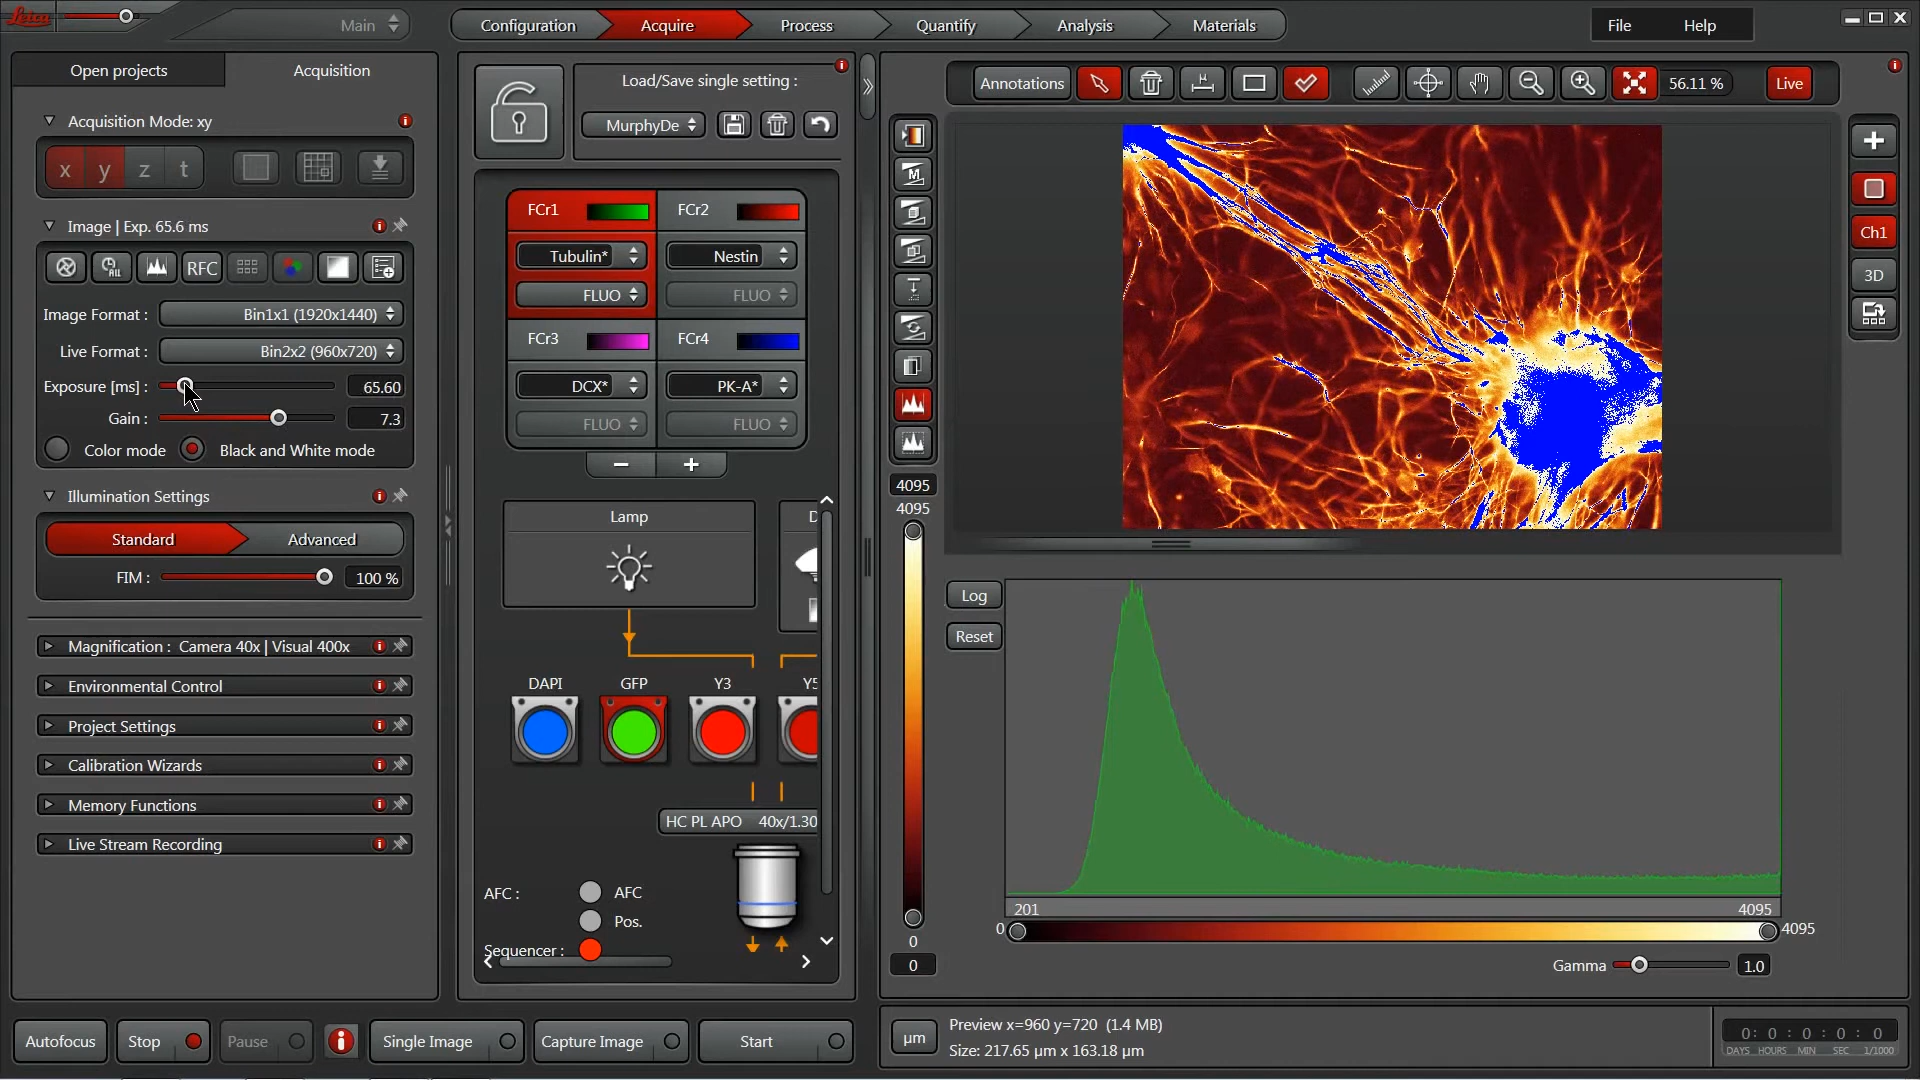 Leica
Main
Configuration
Acquire
Process
Quantify
Analysis
Materials
File
Help
Open projects
Acquisition
Acquisition Mode: xy
x
y
z
t
Image | Exp. 65.6 ms
ALL
RFC
Image Format :
Bin1x1 (1920x1440)
Live Format :
Bin2x2 (960x720)
Exposure [ms] :
65.60
Gain :
7.3
Color mode
Black and White mode
Illumination Settings
Standard
Advanced
FIM :
100 %
Magnification : Camera 40x | Visual 400x
Environmental Control
Project Settings
Calibration Wizards
Memory Functions
Live Stream Recording
Load/Save single setting :
MurphyDe
FCr1
FCr2
Tubulin*
Nestin
FLUO
FLUO
FCr3
FCr4
DCX*
PK-A*
FLUO
FLUO
−
+
Lamp
DAPI
GFP
Y3
HC PL APO 40x/1.30
AFC :
AFC
Pos.
Sequencer :
Annotations
56.11 %
Live
M
Ch1
3D
4095
4095
0
0
Log
Reset
201
4095
0
4095
Gamma
1.0
Autofocus
Stop
Pause
Single Image
Capture Image
Start
µm
Preview x=960 y=720 (1.4 MB)
Size: 217.65 µm x 163.18 µm
0: 0 : 0 : 0 : 0
DAYS HOURS MIN SEC 1/1000